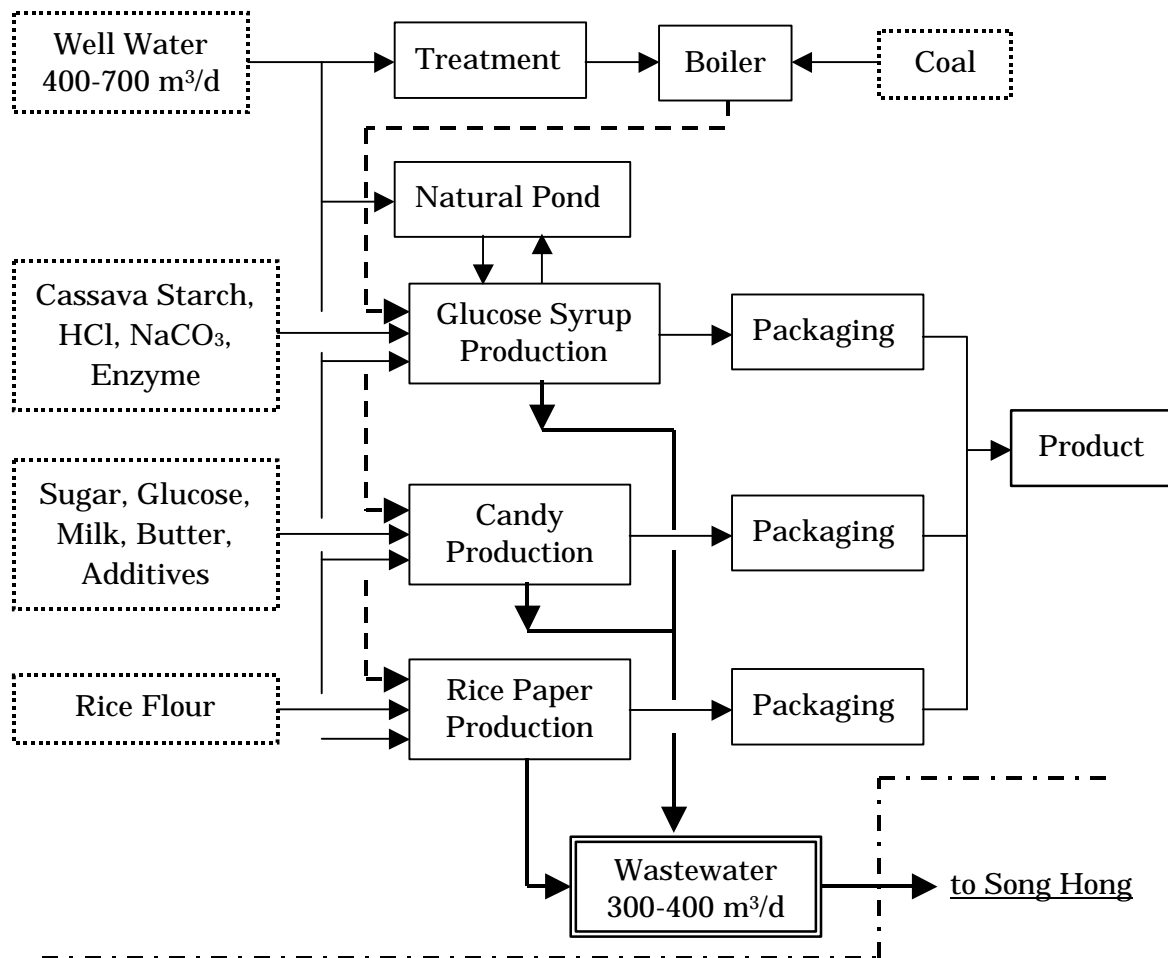 Well Water
400-700 m³/d
Treatment
Boiler
Coal
Natural Pond
Cassava Starch,
HCl, NaCO₃,
Enzyme
Glucose Syrup
Production
Packaging
Product
Sugar, Glucose,
Milk, Butter,
Additives
Candy
Production
Packaging
Rice Flour
Rice Paper
Production
Packaging
Wastewater
300-400 m³/d
to Song Hong